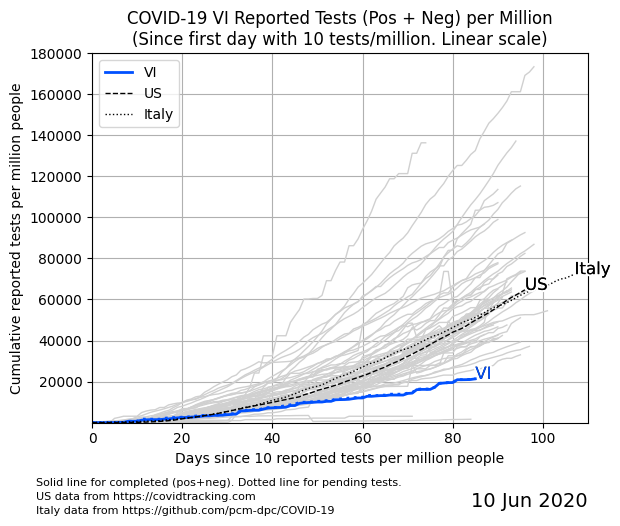 COVID-19 VI Reported Tests (Pos + Neg) per Million
(Since first day with 10 tests/million. Linear scale)
Cumulative reported tests per million people
180000
160000
140000
120000
100000
80000
60000
40000
20000
VI
US
Italy
Italy
US
VI
0
20
40
60
80
100
Days since 10 reported tests per million people
Solid line for completed (pos+neg). Dotted line for pending tests.
US data from https://covidtracking.com
Italy data from https://github.com/pcm-dpc/COVID-19
10 Jun 2020